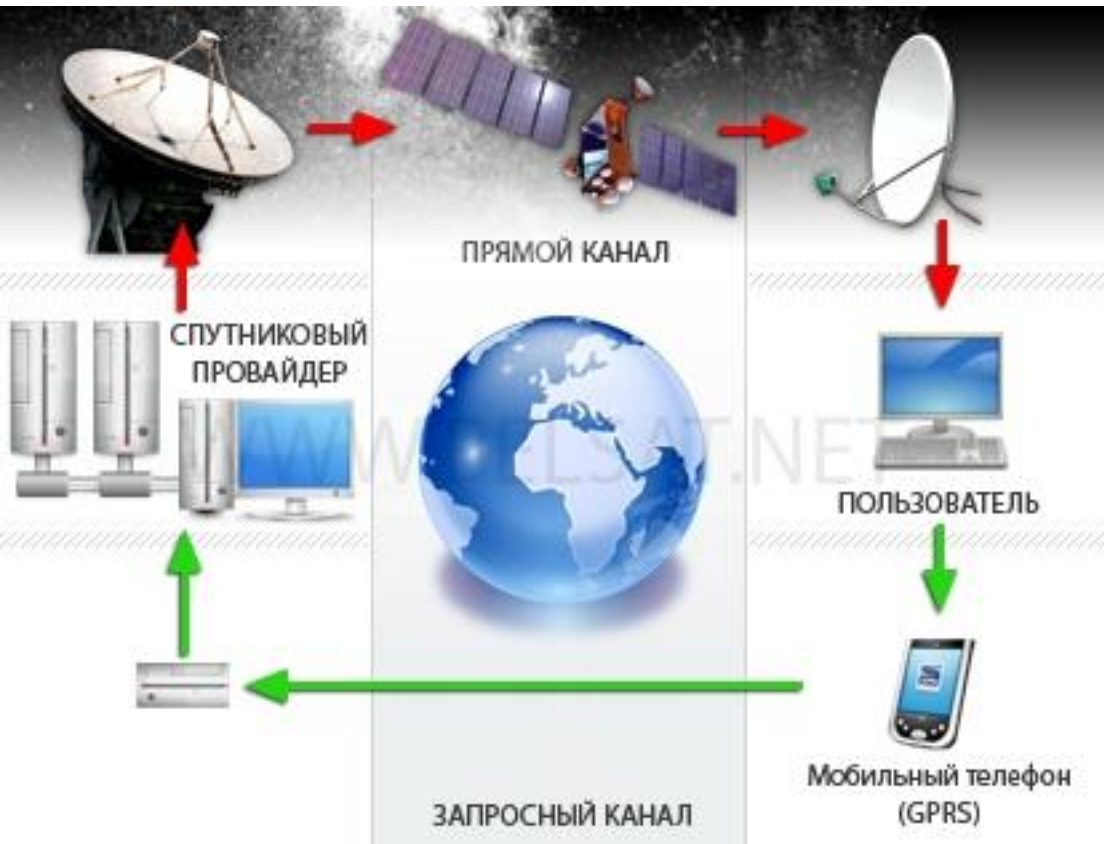 ПРЯМОЙ КАНАЛ
СПУТНИКОВЫЙ
ПРОВАЙДЕР
ПОЛЬЗОВАТЕЛЬ
Мобильный телефон
(GPRS)
ЗАПРОСНЫЙ КАНАЛ